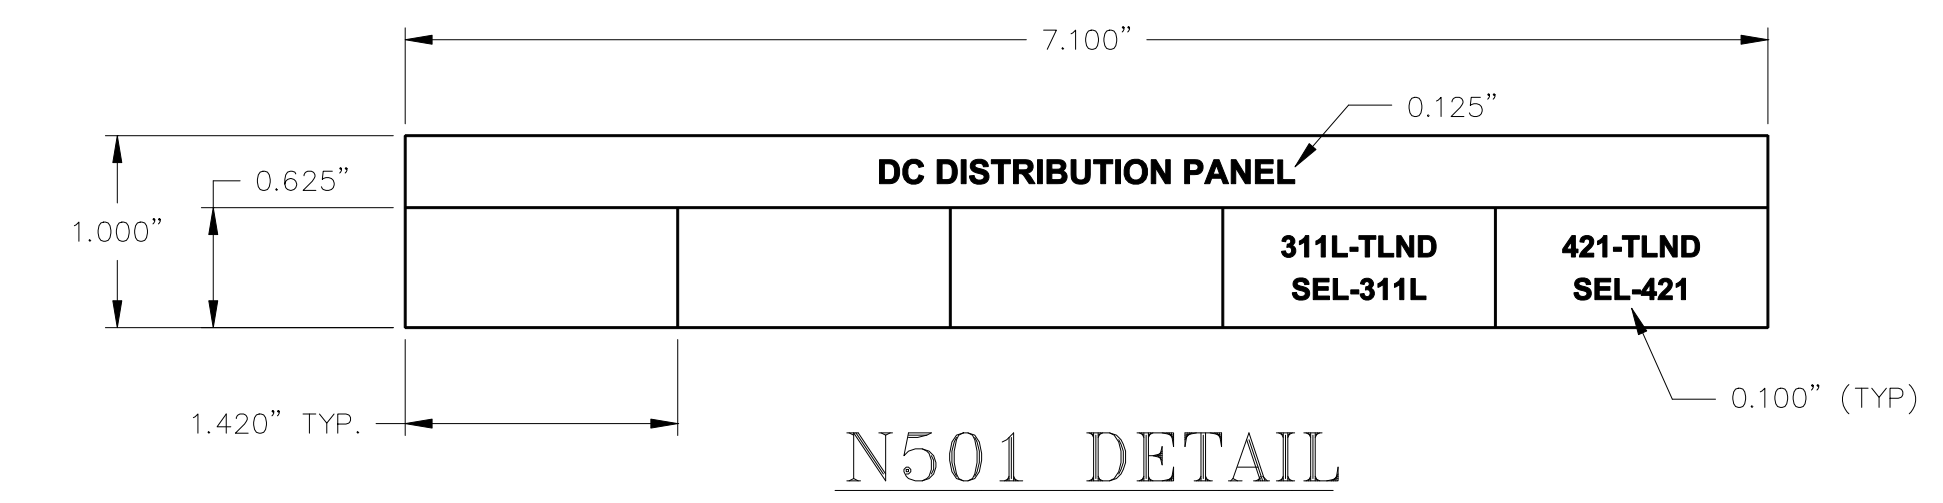 7.100”
0.125”
DC DISTRIBUTION PANEL
0.625”
1.000”
311L-TLND
SEL-311L
421-TLND
SEL-421
0.100” (TYP)
1.420” TYP.
N501 DETAIL